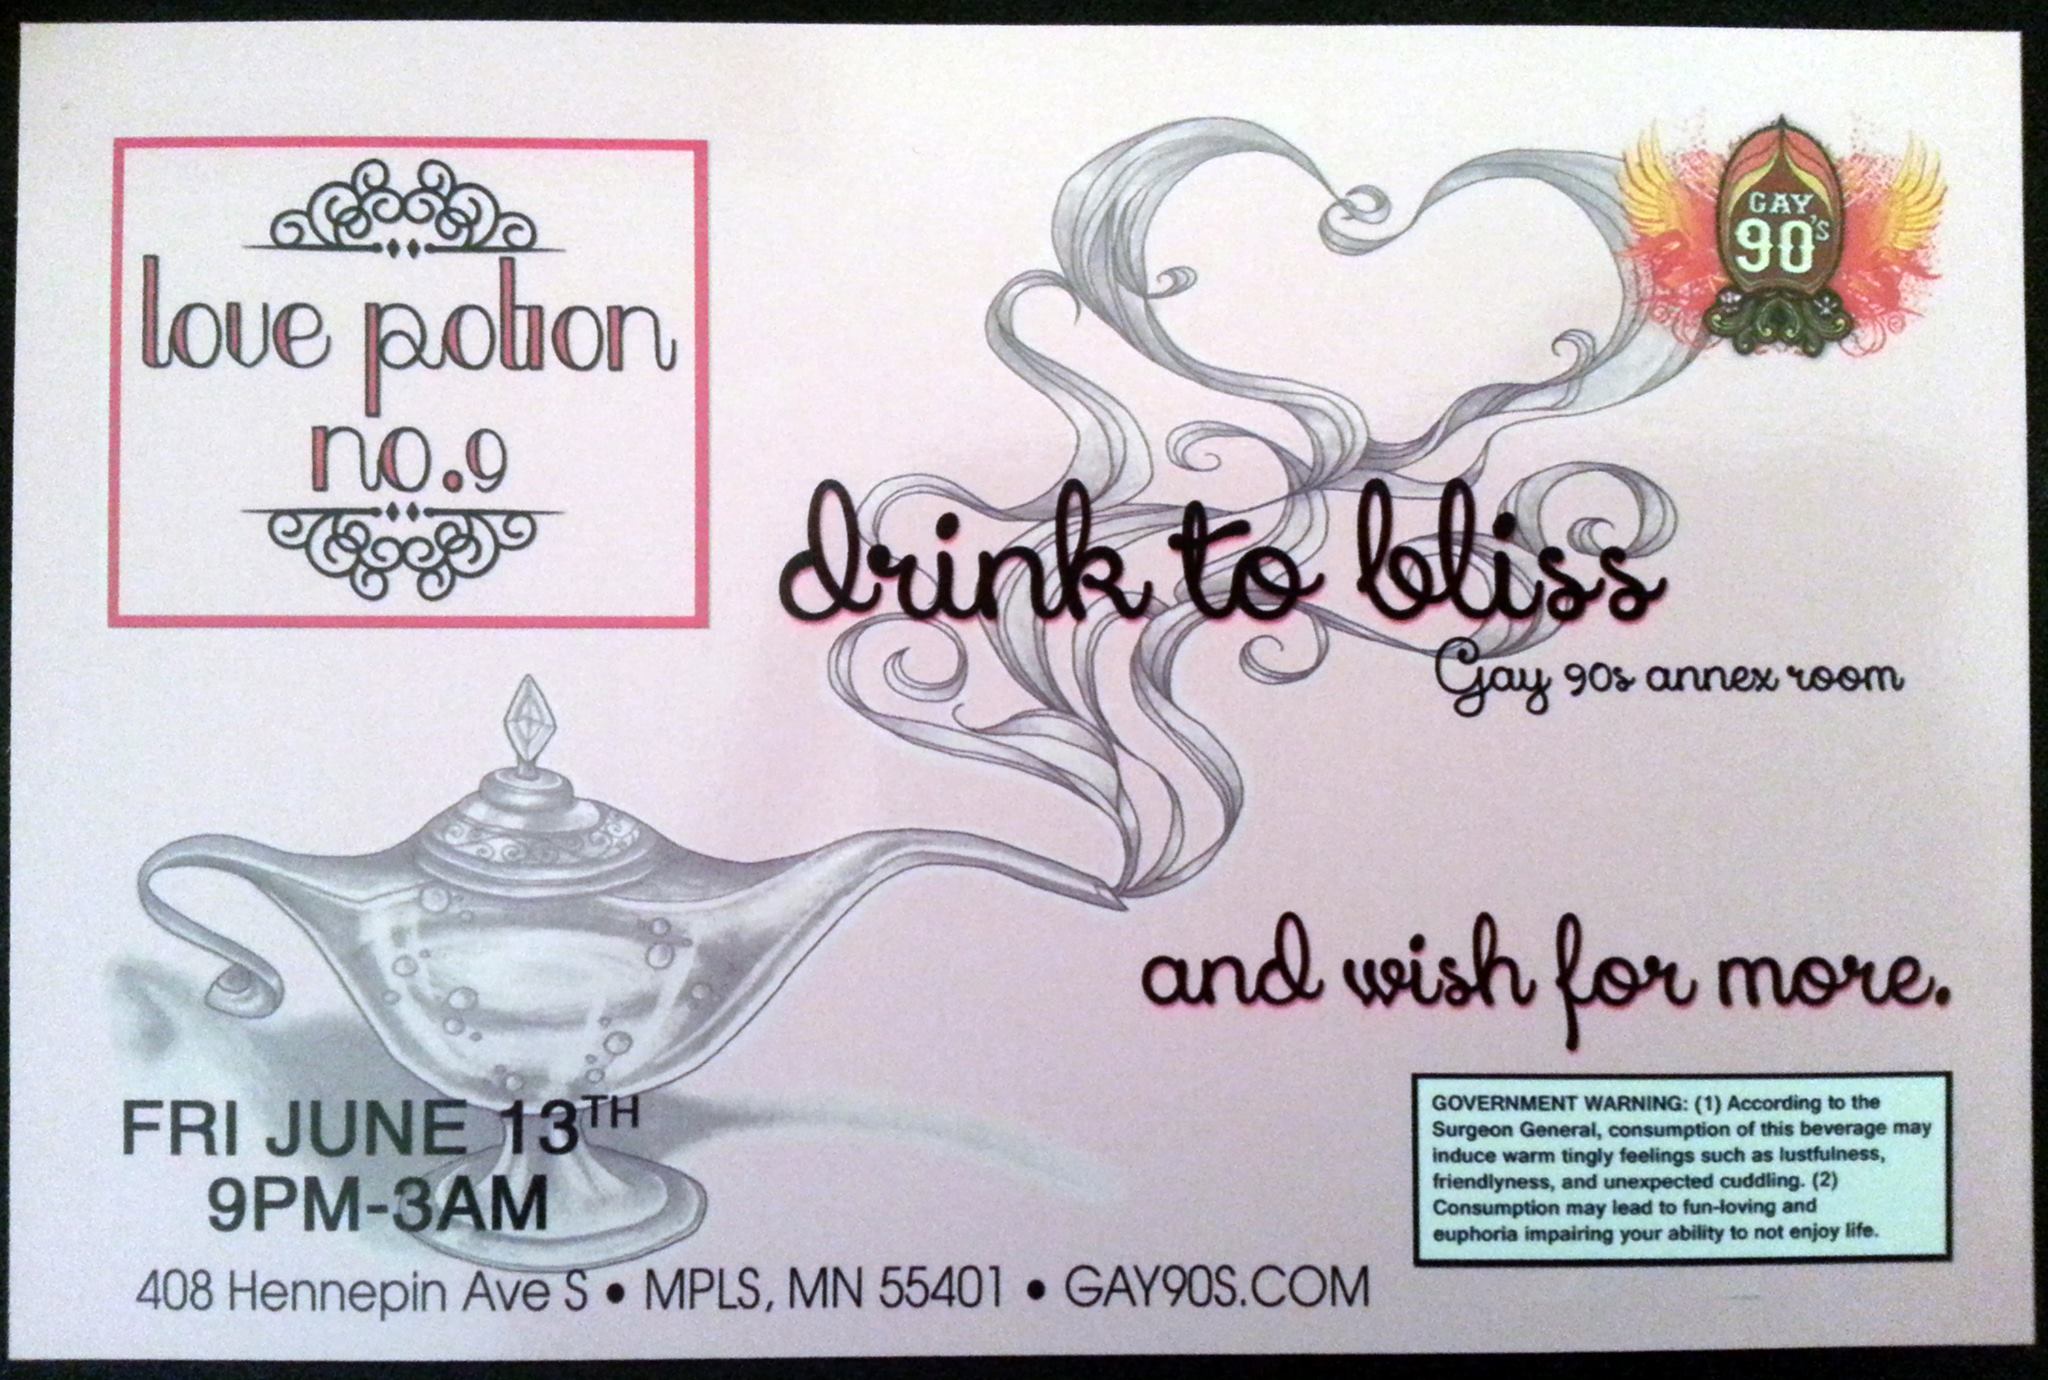 love potion
no.9
GAY
90's
drink to bliss
Gay 90s annex room
and wish for more.
FRI JUNE 13TH
9PM-3AM
408 Hennepin Ave S • MPLS, MN 55401 • GAY90S.COM
GOVERNMENT WARNING: (1) According to the
Surgeon General, consumption of this beverage may
induce warm tingly feelings such as lustfulness,
friendlyness, and unexpected cuddling. (2)
Consumption may lead to fun-loving and
euphoria impairing your ability to not enjoy life.